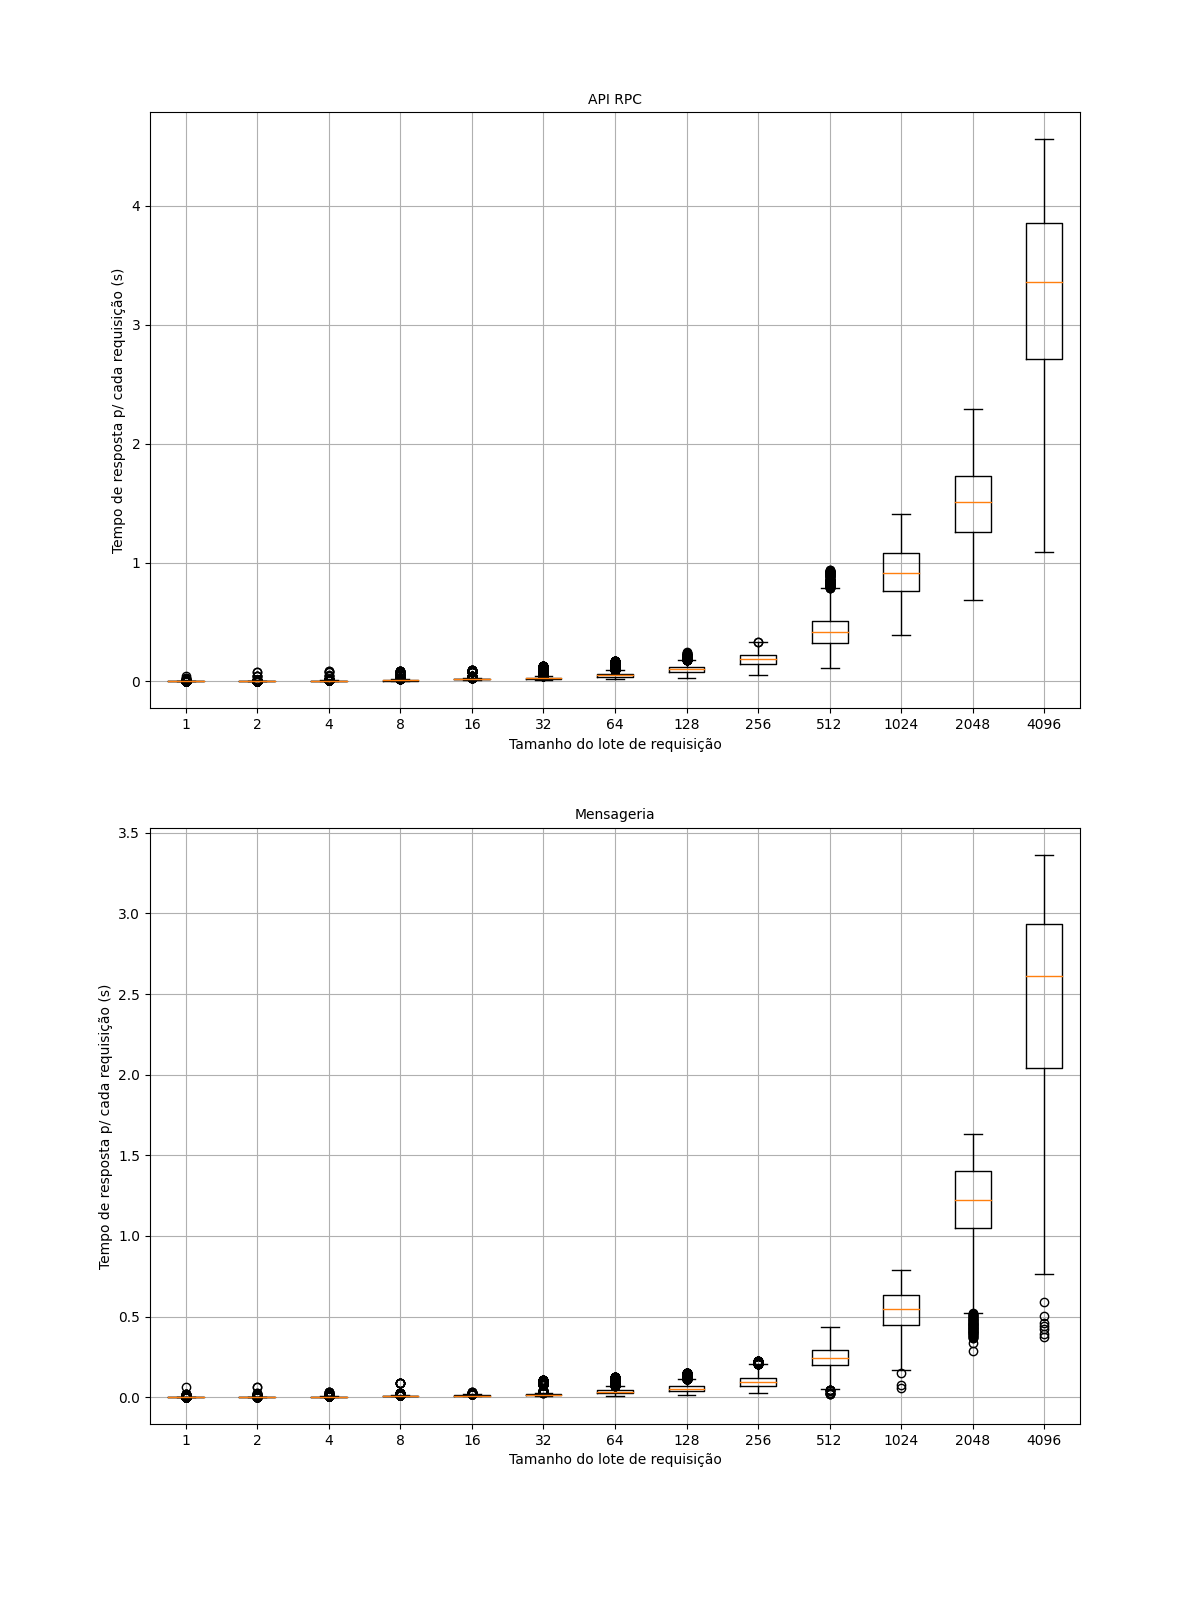 API RPC
Tempo de resposta p/ cada requisição (s)
4
3
2
1
0
1 2 4 8 16 32 64 128 256 512 1024 2048 4096
Tamanho do lote de requisição
Mensageria
Tempo de resposta p/ cada requisição (s)
3.5
3.0
2.5
2.0
1.5
1.0
0.5
0.0
1 2 4 8 16 32 64 128 256 512 1024 2048 4096
Tamanho do lote de requisição